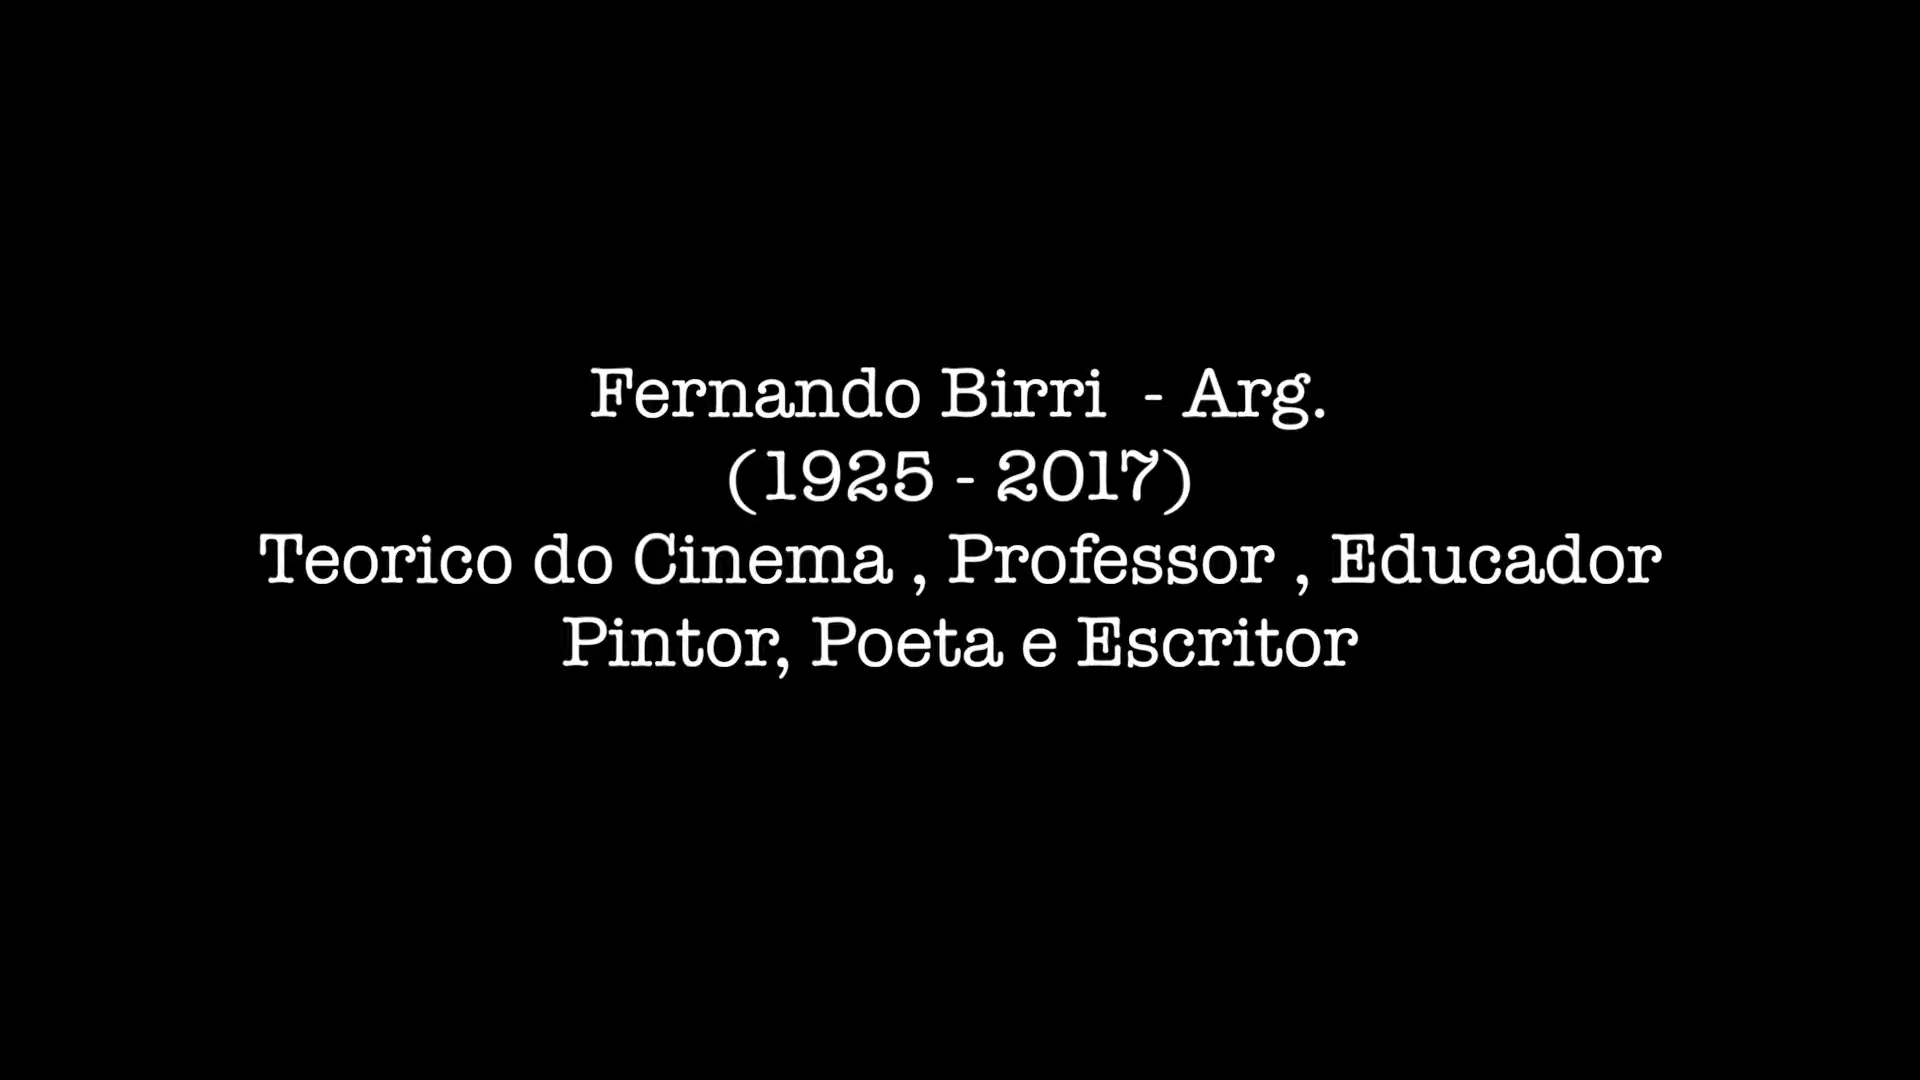 Fernando Birri - Arg.
(1925 - 2017)
Teorico do Cinema , Professor , Educador
Pintor, Poeta e Escritor